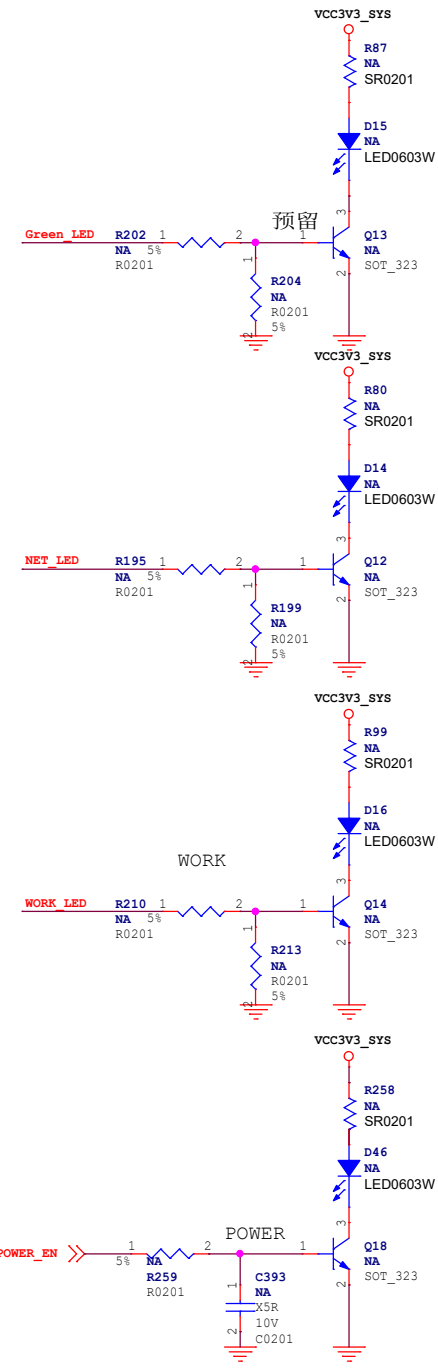 VCC3V3_SYS
R87
NA
SR0201
D15
NA
LED0603W
预留
3
Green_LED
R202
1
2
1
Q13
NA
5%
NA
R0201
SOT_323
2
1
R204
NA
R0201
2
5%
VCC3V3_SYS
R80
NA
SR0201
D14
NA
LED0603W
3
NET_LED
R195
1
2
1
Q12
NA
5%
NA
R0201
SOT_323
2
1
R199
NA
R0201
2
5%
VCC3V3_SYS
R99
NA
SR0201
D16
NA
LED0603W
WORK
3
WORK_LED
R210
1
2
1
Q14
NA
5%
NA
R0201
SOT_323
2
1
R213
NA
R0201
2
5%
VCC3V3_SYS
R258
NA
SR0201
D46
NA
LED0603W
POWER
3
POWER_EN
1
2
1
Q18
5%
NA
NA
R259
SOT_323
R0201
2
1
C393
NA
X5R
10V
2
C0201